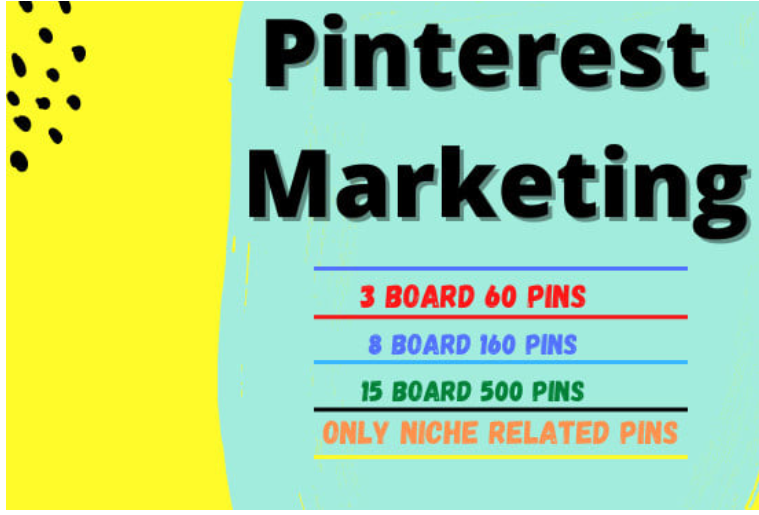 Pinterest
Marketing
3 BOARD 60 PINS
8 BOARD 160 PINS
15 BOARD 500 PINS
ONLY NICHE RELATED PINS